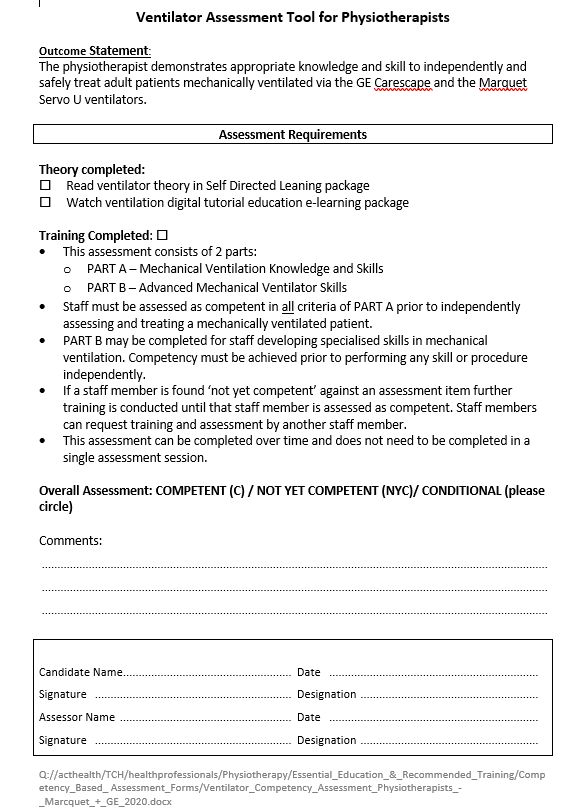 Ventilator Assessment Tool for Physiotherapists
Outcome Statement:
The physiotherapist demonstrates appropriate knowledge and skill to independently and
safely treat adult patients mechanically ventilated via the GE Carescape and the Marquet
Servo U ventilators.
Assessment Requirements
Theory completed:
☐ Read ventilator theory in Self Directed Leaning package
☐ Watch ventilation digital tutorial education e-learning package
Training Completed: ☐
• This assessment consists of 2 parts:
o PART A – Mechanical Ventilation Knowledge and Skills
o PART B – Advanced Mechanical Ventilator Skills
• Staff must be assessed as competent in all criteria of PART A prior to independently
assessing and treating a mechanically ventilated patient.
• PART B may be completed for staff developing specialised skills in mechanical
ventilation. Competency must be achieved prior to performing any skill or procedure
independently.
• If a staff member is found ‘not yet competent’ against an assessment item further
training is conducted until that staff member is assessed as competent. Staff members
can request training and assessment by another staff member.
• This assessment can be completed over time and does not need to be completed in a
single assessment session.
Overall Assessment: COMPETENT (C) / NOT YET COMPETENT (NYC)/ CONDITIONAL (please
circle)
Comments:
Candidate Name.................................................. Date ..................................................
Signature .................................................. Designation ..................................................
Assessor Name .................................................. Date ..................................................
Signature .................................................. Designation ..................................................
Q://acthealth/TCH/healthprofessionals/Physiotherapy/Essential_Education_&_Recommended_Training/Comp
etency_Based_ Assessment_Forms/Ventilator_Competency_Assessment_Physiotherapists_-
_Marcquet_+_GE_2020.docx